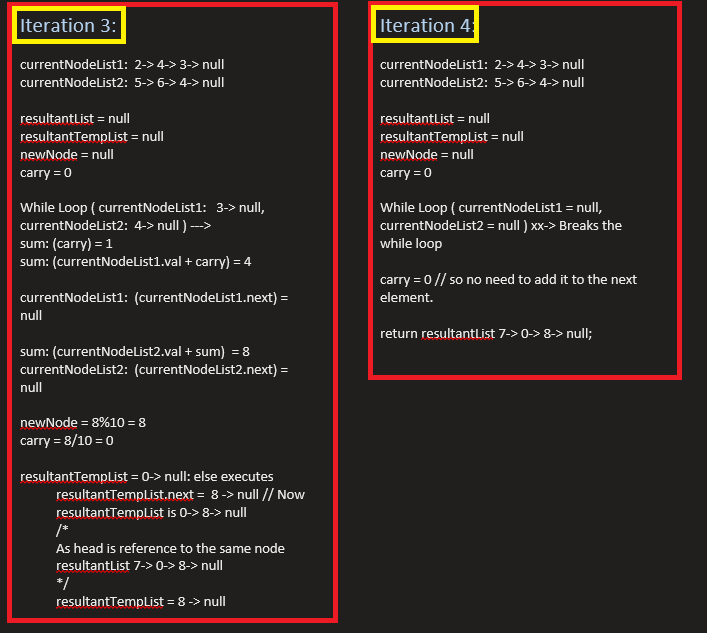 Iteration 3:
currentNodeList1:  2-> 4-> 3-> null
currentNodeList2:  5-> 6-> 4-> null
resultantList = null
resultantTempList = null
newNode = null
carry = 0
While Loop ( currentNodeList1:   3-> null,
currentNodeList2:  4-> null ) --->
sum: (carry) = 1
sum: (currentNodeList1.val + carry) = 4
currentNodeList1:  (currentNodeList1.next) =
null
sum: (currentNodeList2.val + sum)  = 8
currentNodeList2:  (currentNodeList2.next) =
null
newNode = 8%10 = 8
carry = 8/10 = 0
resultantTempList = 0-> null: else executes
resultantTempList.next =  8 -> null // Now
resultantTempList is 0-> 8-> null
/*
As head is reference to the same node
resultantList 7-> 0-> 8-> null
*/
resultantTempList = 8 -> null
Iteration 4:
currentNodeList1:  2-> 4-> 3-> null
currentNodeList2:  5-> 6-> 4-> null
resultantList = null
resultantTempList = null
newNode = null
carry = 0
While Loop ( currentNodeList1 = null,
currentNodeList2 = null ) xx-> Breaks the
while loop
carry = 0 // so no need to add it to the next
element.
return resultantList 7-> 0-> 8-> null;